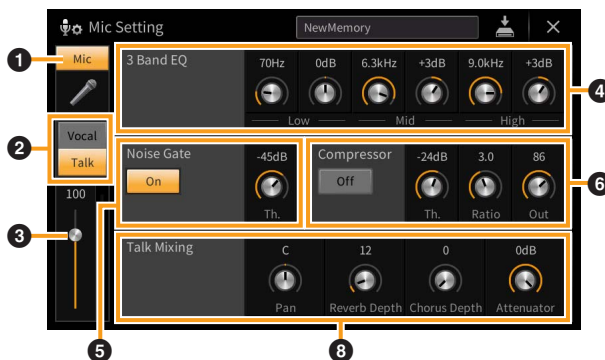 Mic Setting NewMemory
1 Mic
3 Band EQ 70Hz 0dB 6.3kHz +3dB 9.0kHz +3dB
Low Mid High
4
2 Vocal
Talk
Noise Gate -45dB
On Th.
Compressor -24dB 3.0 86
Off Th. Ratio Out
6
100
3
Talk Mixing C 12 0 0dB
Pan Reverb Depth Chorus Depth Attenuator
5 8